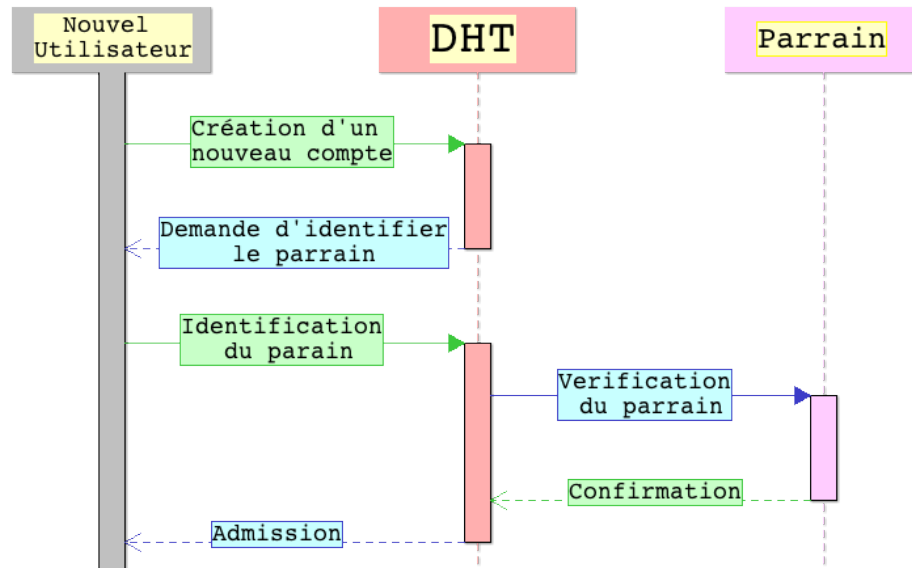 Nouvel
Utilisateur
DHT
Parrain
Création d'un
nouveau compte
Demande d'identifier
le parrain
Identification
du parain
Verification
du parrain
Confirmation
Admission